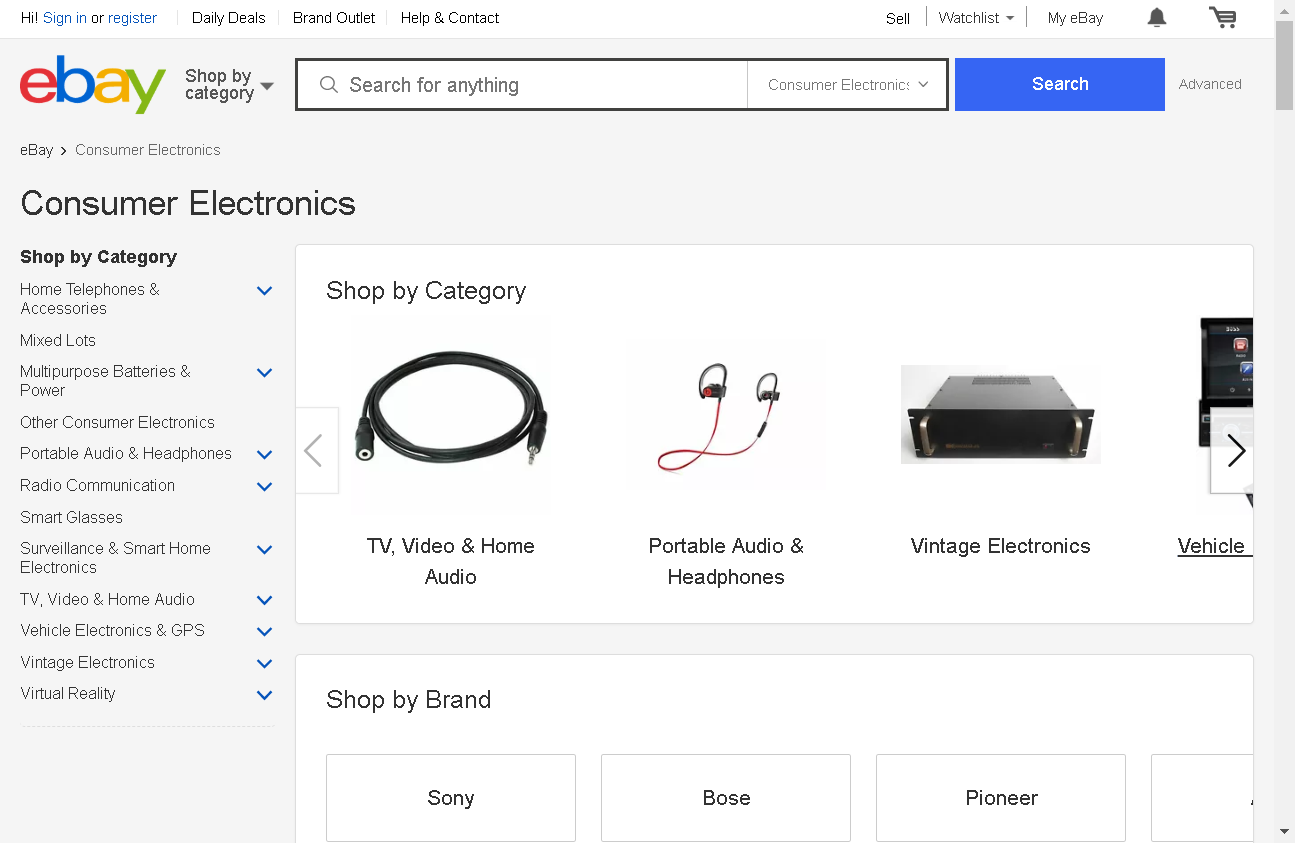 Hi! Sign in or register
Daily Deals
Brand Outlet
Help & Contact
Sell
Watchlist
My eBay
ebay
Shop by
category
Search for anything
Consumer Electronics
Search
Advanced
eBay
Consumer Electronics
Consumer Electronics
Shop by Category
Home Telephones &
Accessories
Mixed Lots
Multipurpose Batteries &
Power
Other Consumer Electronics
Portable Audio & Headphones
Radio Communication
Smart Glasses
Surveillance & Smart Home
Electronics
TV, Video & Home Audio
Vehicle Electronics & GPS
Vintage Electronics
Virtual Reality
Shop by Category
TV, Video & Home
Audio
Portable Audio &
Headphones
Vintage Electronics
Vehicle
Shop by Brand
Sony
Bose
Pioneer